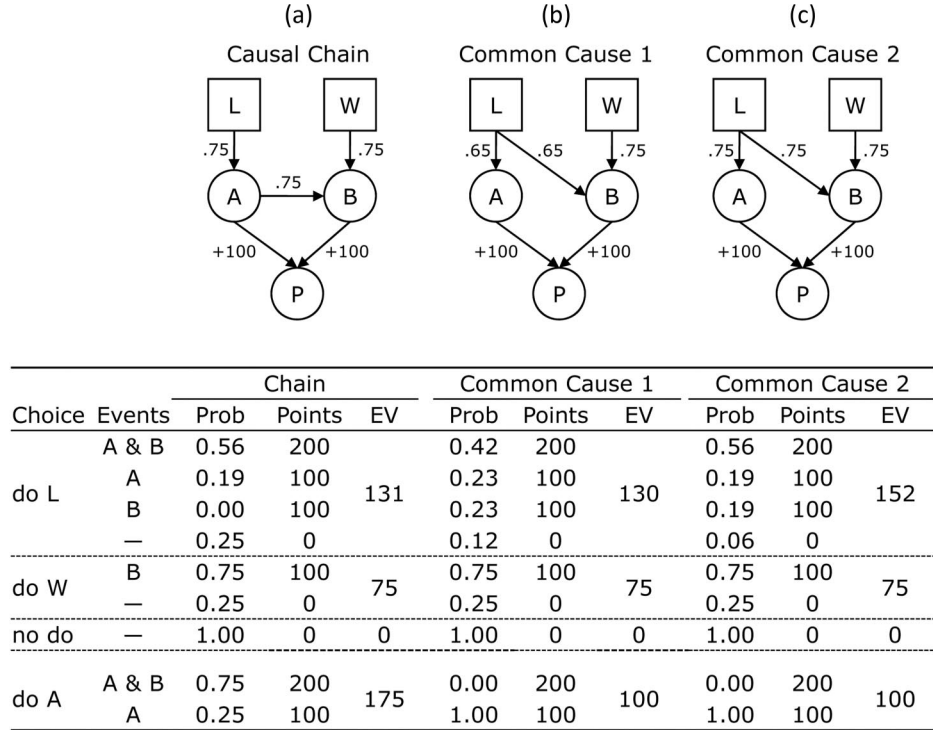 (a) (b) (c)
Causal Chain Common Cause 1 Common Cause 2
L W L W L W
.75 .75 .65 .65 .75 .75 .75 .75
.75
A B A B A B
+100 +100 +100 +100 +100 +100
P P P
Chain Common Cause 1 Common Cause 2
Choice Events Prob Points EV Prob Points EV Prob Points EV
A & B 0.56 200 0.42 200 0.56 200
A 0.19 100 0.23 100 0.19 100
do L 131 130 152
B 0.00 100 0.23 100 0.19 100
— 0.25 0 0.12 0 0.06 0
B 0.75 100 0.75 100 0.75 100
do W 75 75 75
— 0.25 0 0.25 0 0.25 0
no do — 1.00 0 0 1.00 0 0 1.00 0 0
A & B 0.75 200 0.00 200 0.00 200
do A 175 100 100
A 0.25 100 1.00 100 1.00 100